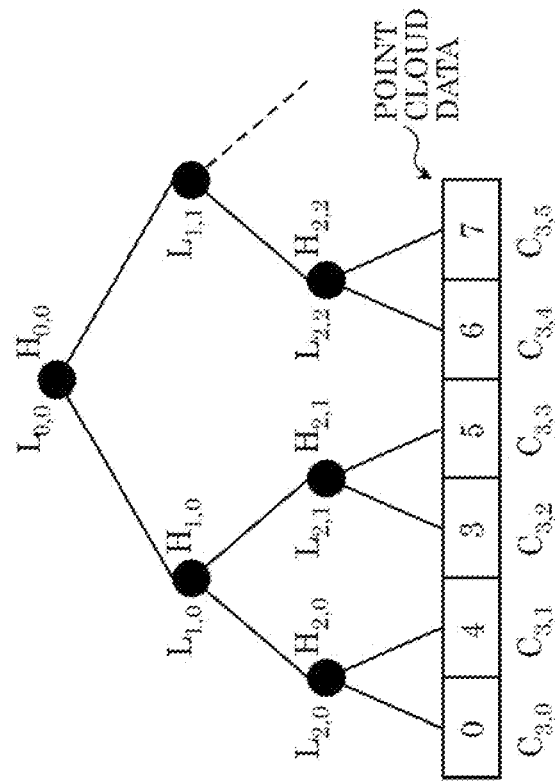 L0,0 H0,0
L1,0 H1,0 L1,1
L2,0 H2,0 L2,1 H2,1 L2,2 H2,2
POINT
CLOUD
DATA
0 4 3 5 6 7
C3,0 C3,1 C3,2 C3,3 C3,4 C3,5